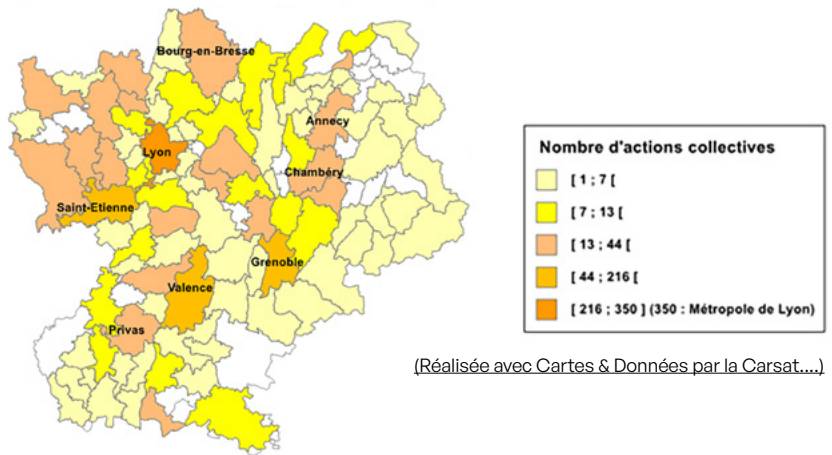 Bourg-en-Bresse
Annecy
Lyon
Chambéry
Saint-Etienne
Grenoble
Valence
Privas
Nombre d'actions collectives
[ 1 ; 7 [
[ 7 ; 13 [
[ 13 ; 44 [
[ 44 ; 216 [
[ 216 ; 350 ] (350 : Métropole de Lyon)
(Réalisée avec Cartes & Données par la Carsat....)